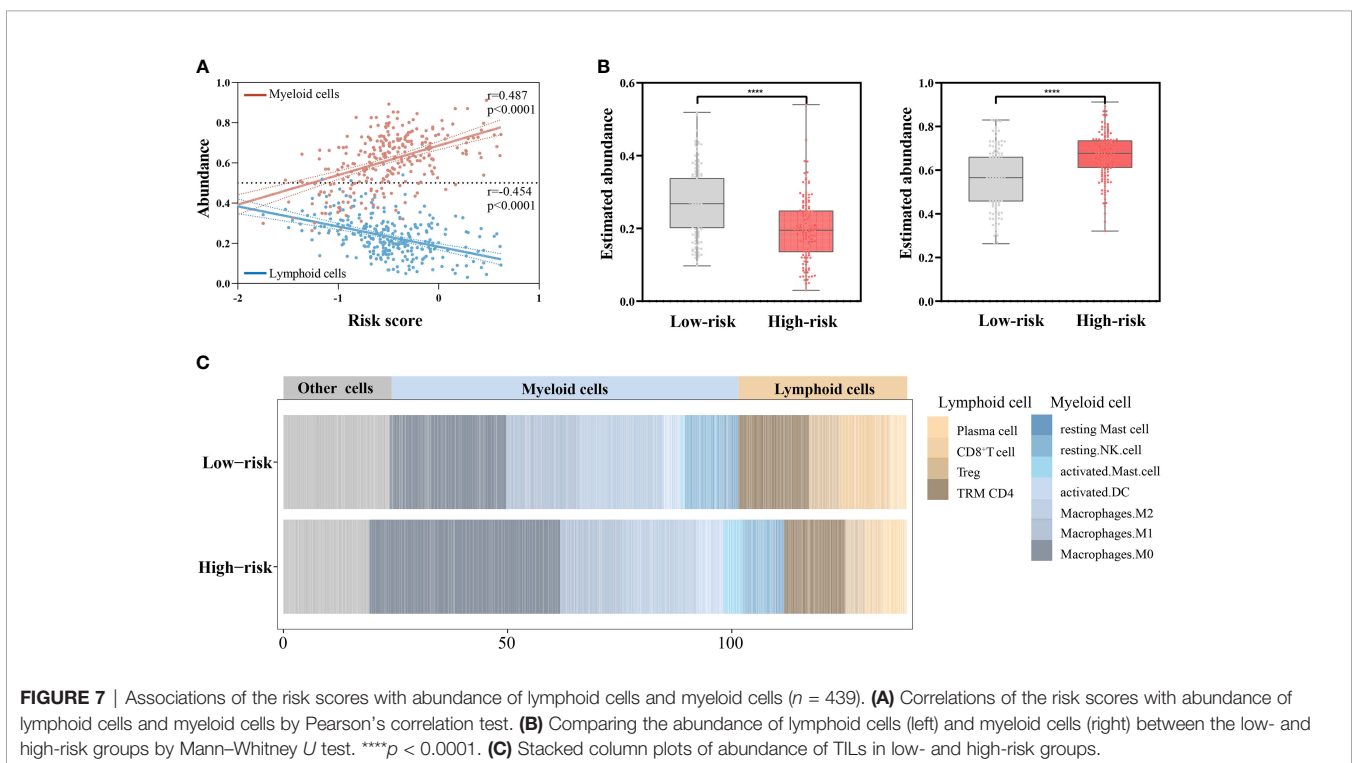 A
1.0
0.8
0.6
0.4
0.2
0.0
Abundance
Myeloid cells
r=0.487
p<0.0001
r=-0.454
p<0.0001
Lymphoid cells
-2
-1
0
1
Risk score
B
0.6
0.4
0.2
0.0
Estimated abundance
****
Low-risk
High-risk
1.0
0.8
0.6
0.4
0.2
0.0
Estimated abundance
****
Low-risk
High-risk
C
Other cells
Myeloid cells
Lymphoid cells
Low-risk
High-risk
0
50
100
Lymphoid cell
Plasma cell
CD8⁺T cell
Treg
TRM CD4
Myeloid cell
resting Mast cell
resting.NK.cell
activated.Mast.cell
activated.DC
Macrophages.M2
Macrophages.M1
Macrophages.M0
FIGURE 7 | Associations of the risk scores with abundance of lymphoid cells and myeloid cells (n = 439). (A) Correlations of the risk scores with abundance of
lymphoid cells and myeloid cells by Pearson's correlation test. (B) Comparing the abundance of lymphoid cells (left) and myeloid cells (right) between the low- and
high-risk groups by Mann–Whitney U test. ****p < 0.0001. (C) Stacked column plots of abundance of TILs in low- and high-risk groups.